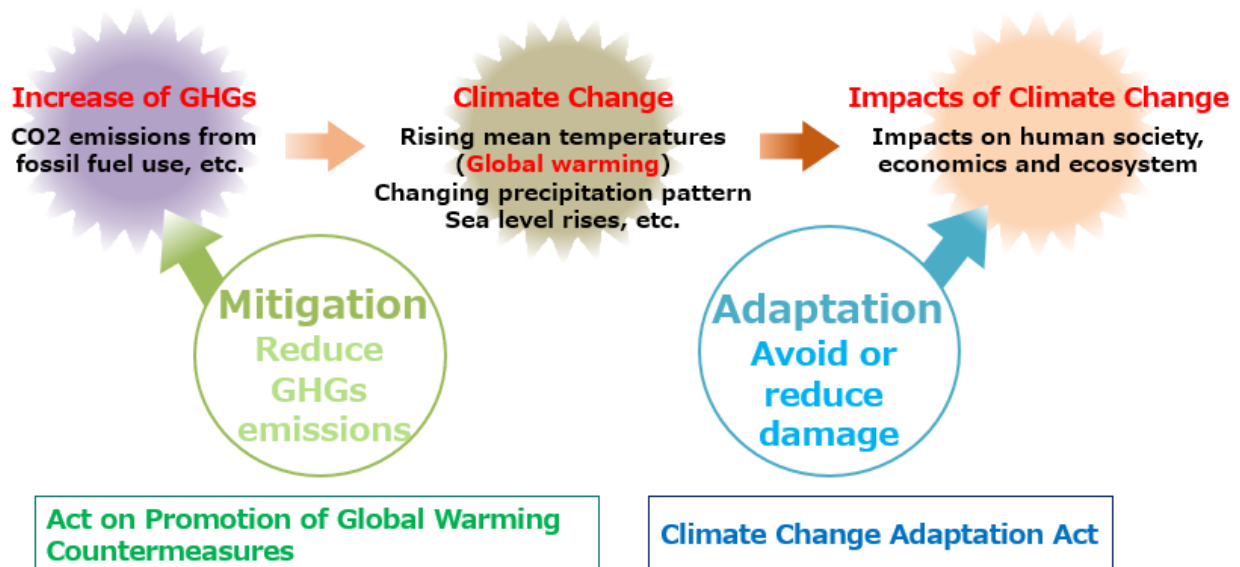 Increase of GHGs
CO2 emissions from
fossil fuel use, etc.
Climate Change
Rising mean temperatures
(Global warming)
Changing precipitation pattern
Sea level rises, etc.
Impacts of Climate Change
Impacts on human society,
economics and ecosystem
Mitigation
Reduce
GHGs
emissions
Adaptation
Avoid or
reduce
damage
Act on Promotion of Global Warming
Countermeasures
Climate Change Adaptation Act